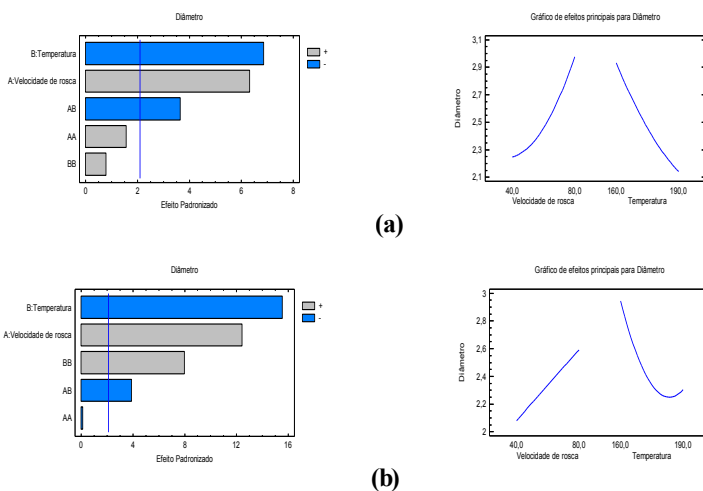 Diâmetro
B:Temperatura
A:Velocidade de rosca
AB
AA
BB
+
-
0 2 4 6 8
Efeito Padronizado
Gráfico de efeitos principais para Diâmetro
Diâmetro
3,1
2,9
2,7
2,5
2,3
2,1
40,0 80,0 160,0 190,0
Velocidade de rosca Temperatura
(a)
Diâmetro
B:Temperatura
A:Velocidade de rosca
BB
AB
AA
+
-
0 4 8 12 16
Efeito Padronizado
Gráfico de efeitos principais para Diâmetro
Diâmetro
3
2,8
2,6
2,4
2,2
2
40,0 80,0 160,0 190,0
Velocidade de rosca Temperatura
(b)